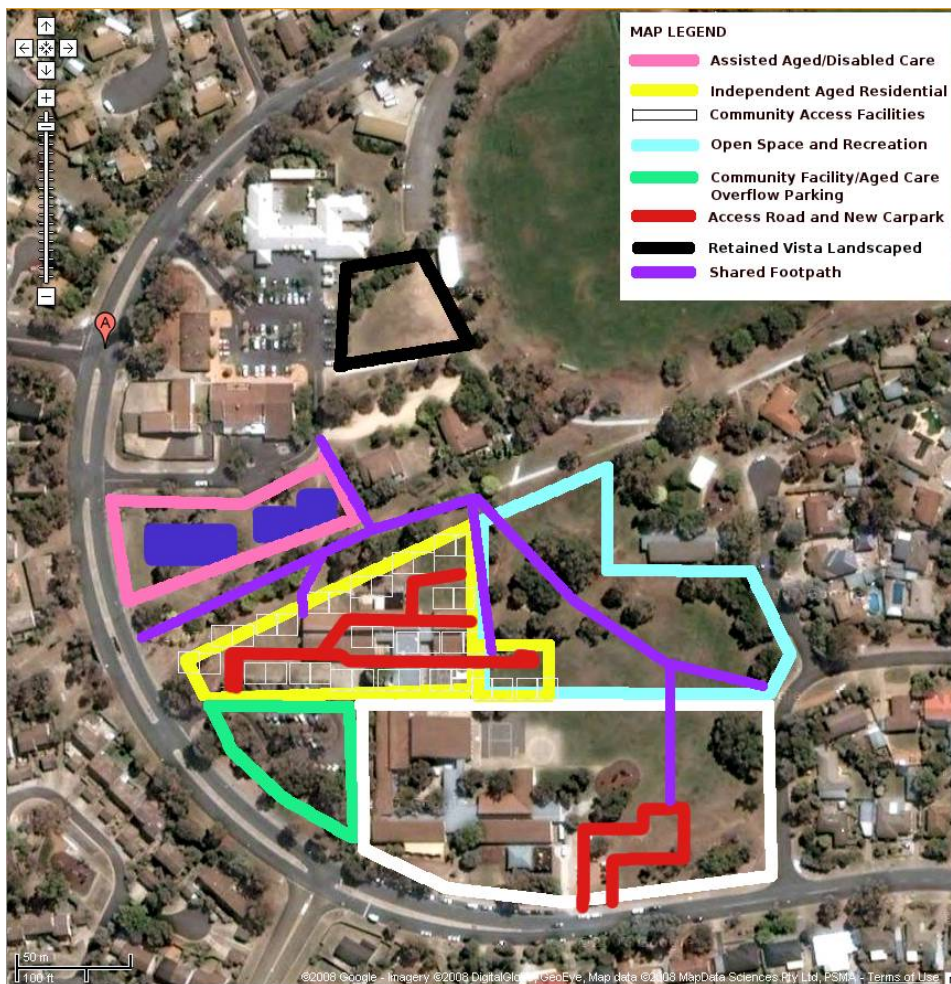 MAP LEGEND
Assisted Aged/Disabled Care
Independent Aged Residential
Community Access Facilities
Open Space and Recreation
Community Facility/Aged Care
Overflow Parking
Access Road and New Carpark
Retained Vista Landscaped
Shared Footpath
A
50 m
100 ft
©2008 Google - Imagery ©2008 DigitalGlobe, GeoEye, Map data ©2008 MapData Sciences Pty Ltd, PSMA - Terms of Use